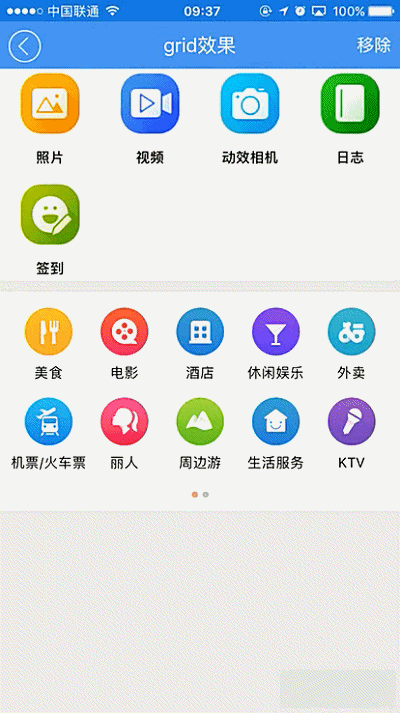 中国联通 09:37 100%
grid效果 移除
照片 视频 动效相机 日志
签到
美食 电影 酒店 休闲娱乐 外卖
机票/火车票 丽人 周边游 生活服务 KTV